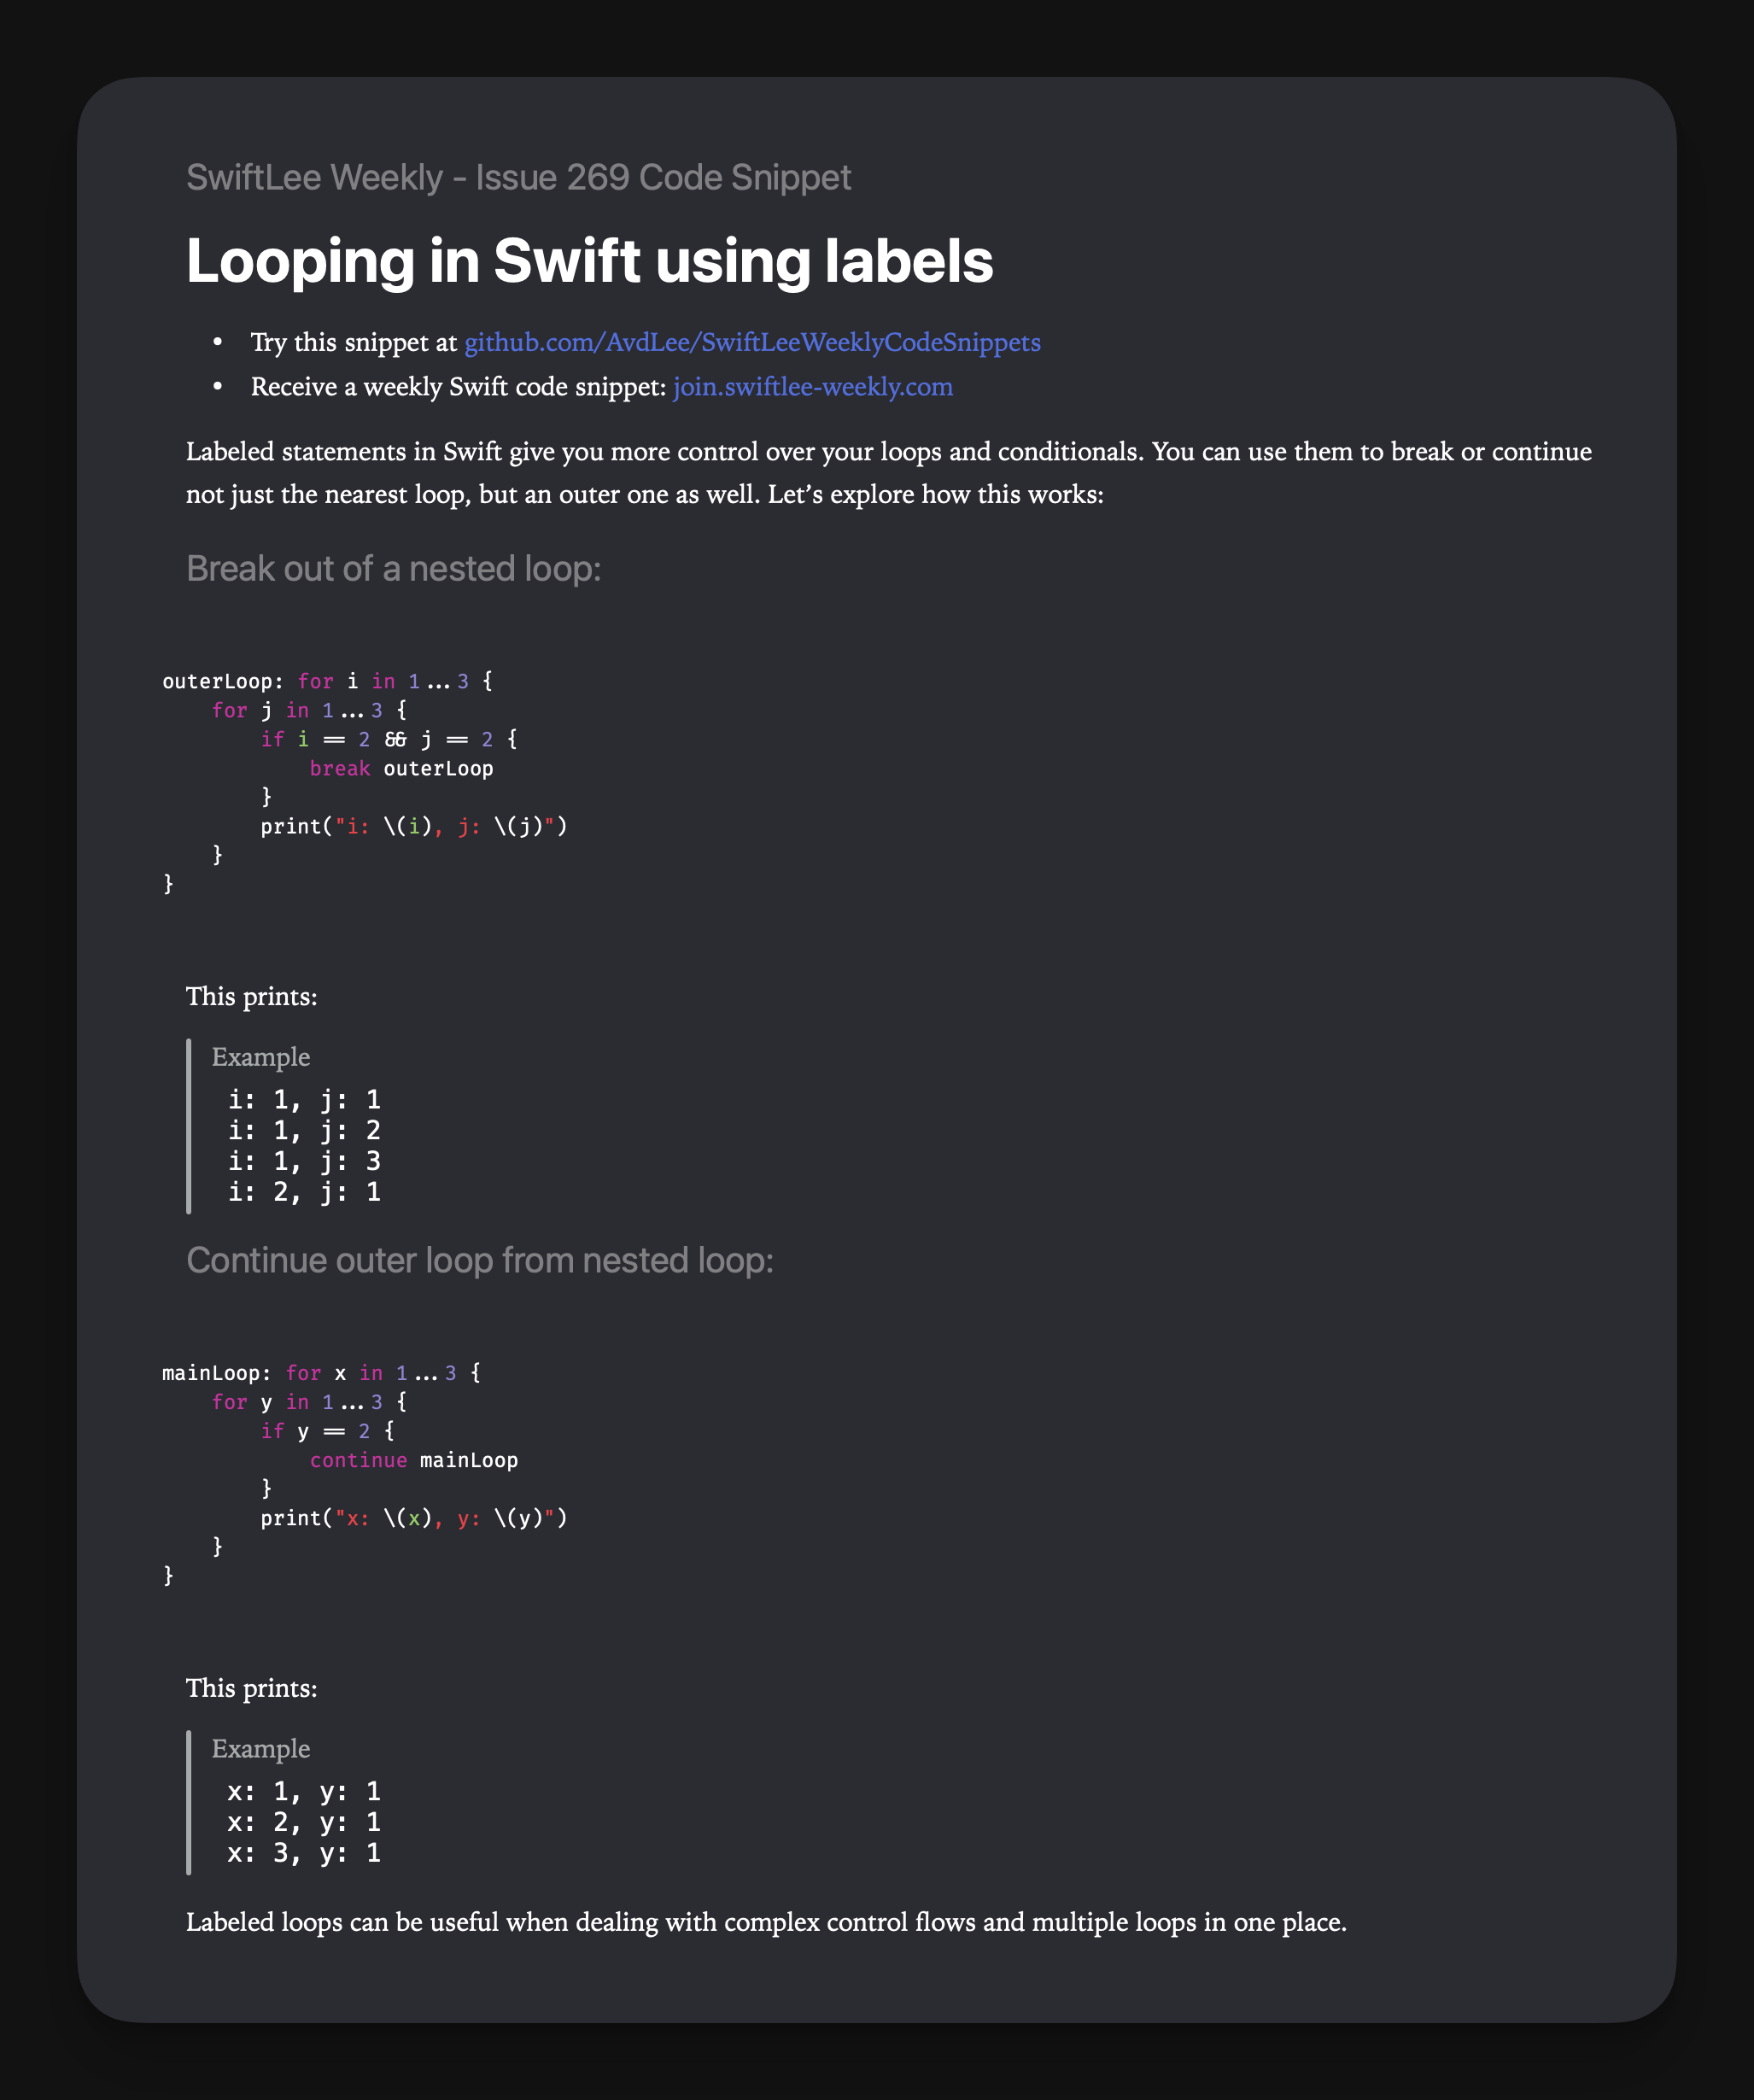 SwiftLee Weekly - Issue 269 Code Snippet
Looping in Swift using labels
• Try this snippet at github.com/AvdLee/SwiftLeeWeeklyCodeSnippets
• Receive a weekly Swift code snippet: join.swiftlee-weekly.com
Labeled statements in Swift give you more control over your loops and conditionals. You can use them to break or continue
not just the nearest loop, but an outer one as well. Let’s explore how this works:
Break out of a nested loop:
outerLoop: for i in 1...3 {
    for j in 1...3 {
        if i == 2 && j == 2 {
            break outerLoop
        }
        print("i: \(i), j: \(j)")
    }
}
This prints:
Example
i: 1, j: 1
i: 1, j: 2
i: 1, j: 3
i: 2, j: 1
Continue outer loop from nested loop:
mainLoop: for x in 1...3 {
    for y in 1...3 {
        if y == 2 {
            continue mainLoop
        }
        print("x: \(x), y: \(y)")
    }
}
This prints:
Example
x: 1, y: 1
x: 2, y: 1
x: 3, y: 1
Labeled loops can be useful when dealing with complex control flows and multiple loops in one place.